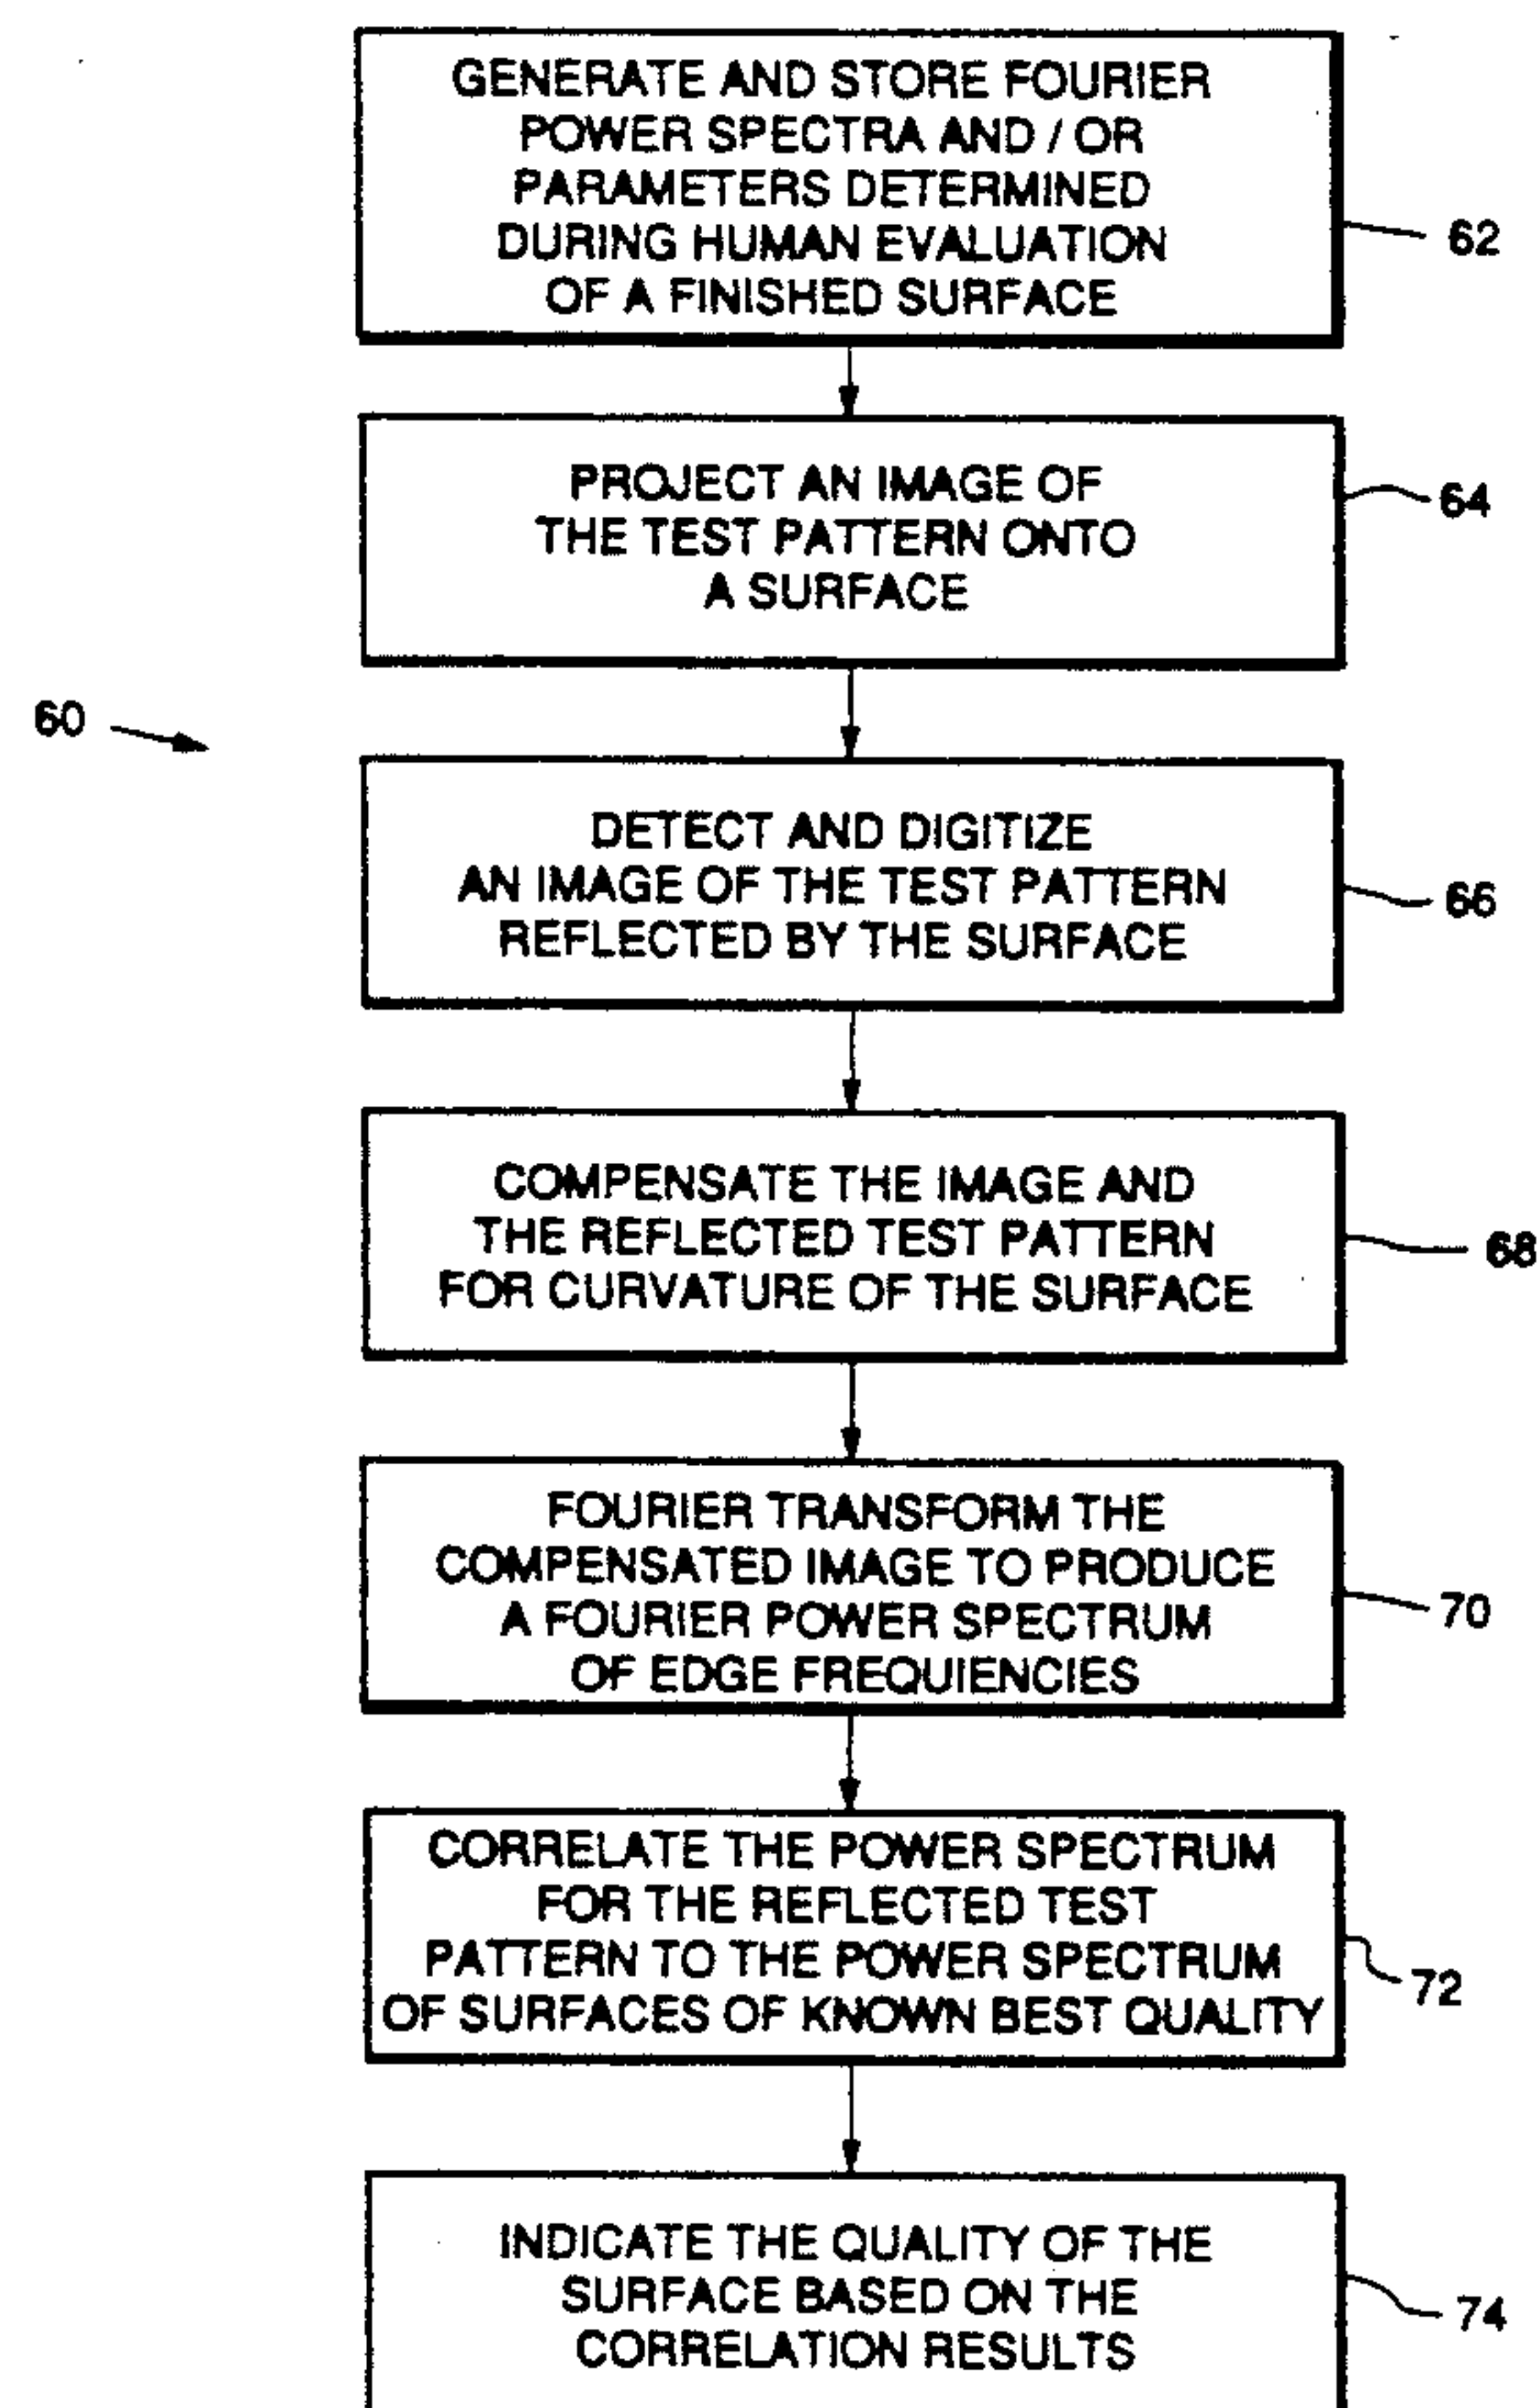 GENERATE AND STORE FOURIER
POWER SPECTRA AND / OR
PARAMETERS DETERMINED
DURING HUMAN EVALUATION
OF A FINISHED SURFACE
62
PROJECT AN IMAGE OF
THE TEST PATTERN ONTO
A SURFACE
64
60
DETECT AND DIGITIZE
AN IMAGE OF THE TEST PATTERN
REFLECTED BY THE SURFACE
66
COMPENSATE THE IMAGE AND
THE REFLECTED TEST PATTERN
FOR CURVATURE OF THE SURFACE
68
FOURIER TRANSFORM THE
COMPENSATED IMAGE TO PRODUCE
A FOURIER POWER SPECTRUM
OF EDGE FREQUIENCIES
70
CORRELATE THE POWER SPECTRUM
FOR THE REFLECTED TEST
PATTERN TO THE POWER SPECTRUM
OF SURFACES OF KNOWN BEST QUALITY
72
INDICATE THE QUALITY OF THE
SURFACE BASED ON THE
CORRELATION RESULTS
74